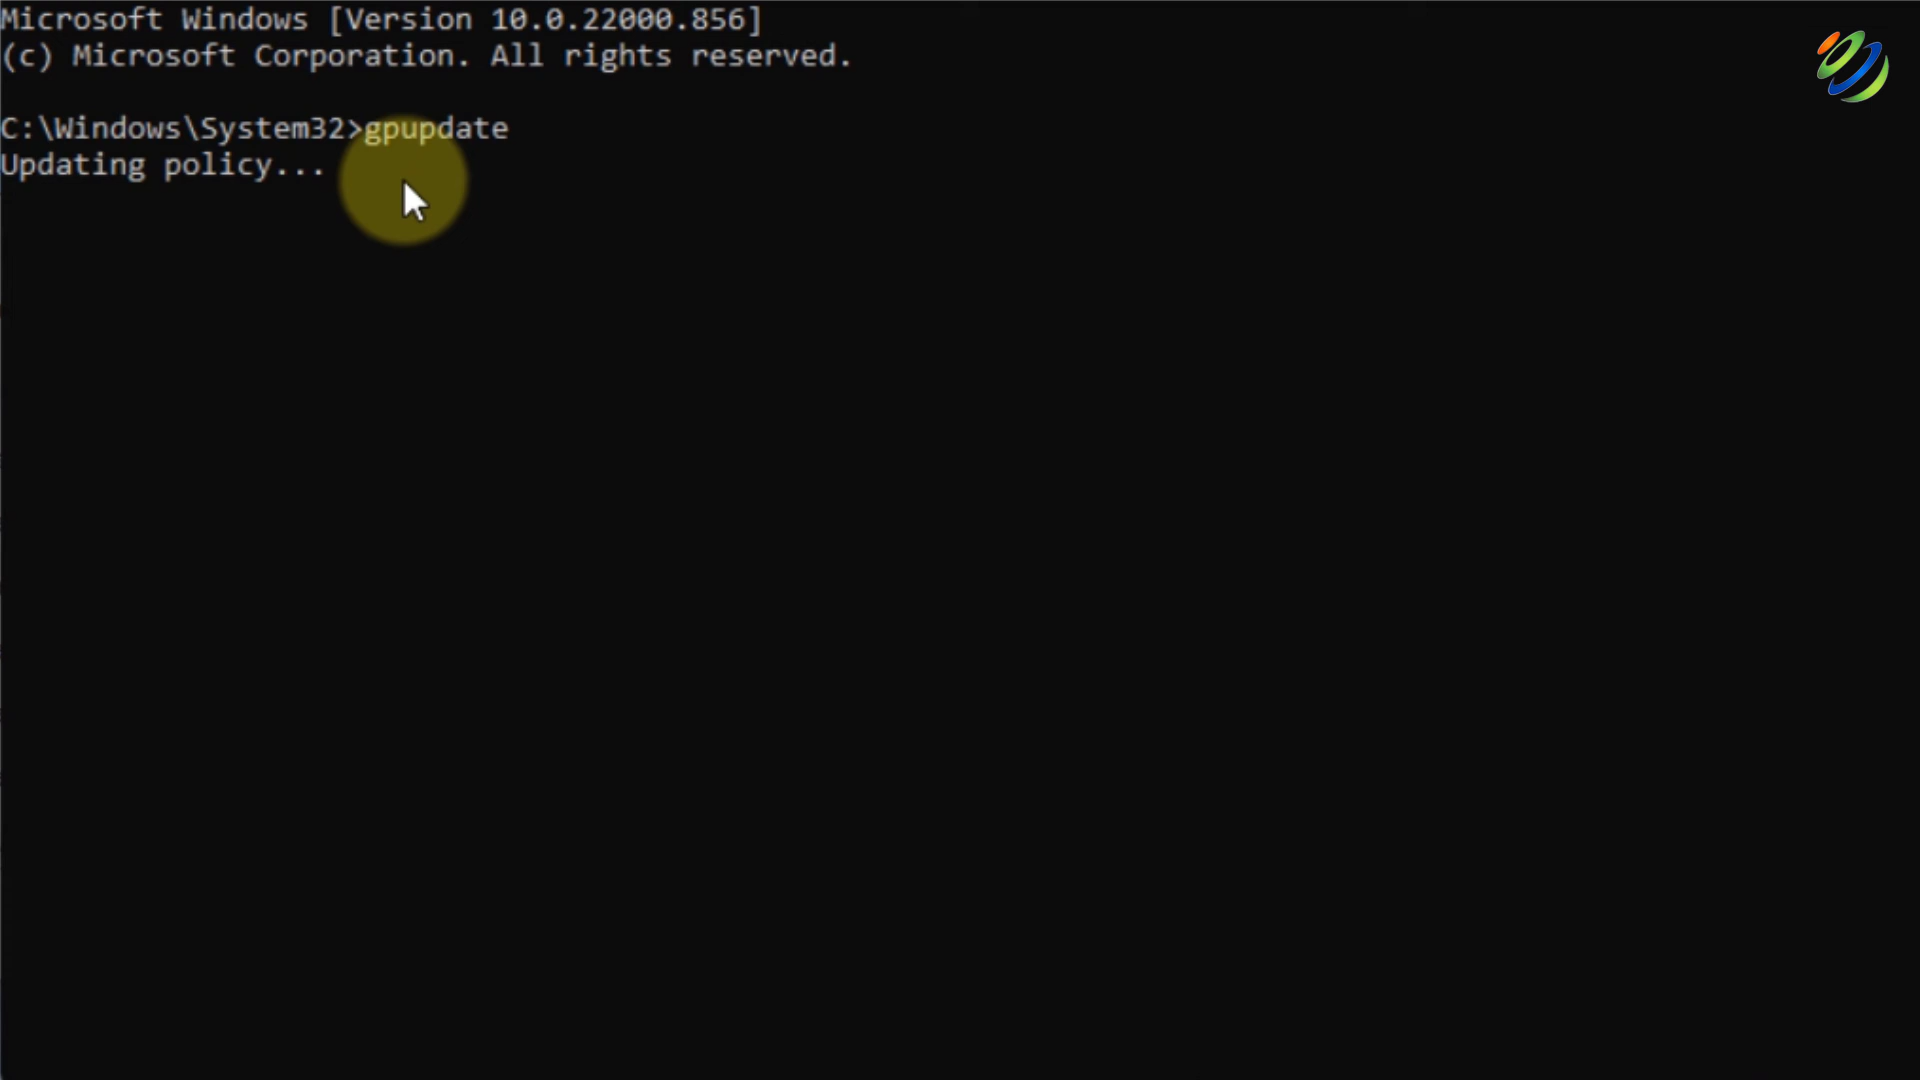 Microsoft Windows [Version 10.0.22000.856]
(c) Microsoft Corporation. All rights reserved.
C:\Windows\System32>gpupdate
Updating policy...